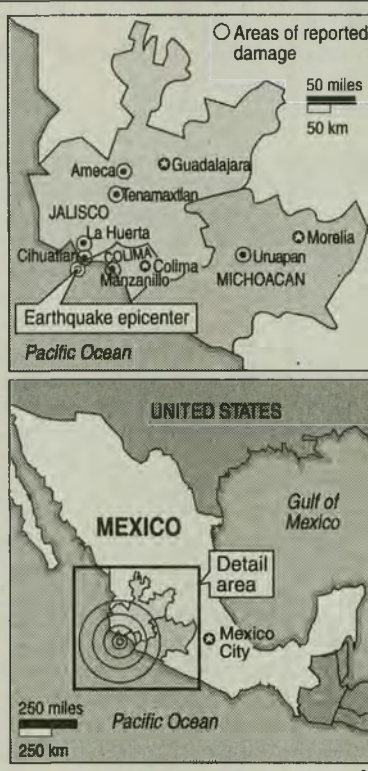 Areas of reported
damage
50 miles
50 km
Ameca
Guadalajara
Tenamaxtlan
JALISCO
La Huerta
Cihuatlan
COLIMA
Colima
Manzanillo
Morelia
Uruapan
MICHOACAN
Earthquake epicenter
Pacific Ocean
UNITED STATES
Gulf of
Mexico
MEXICO
Detail
area
Mexico
City
250 miles
250 km
Pacific Ocean